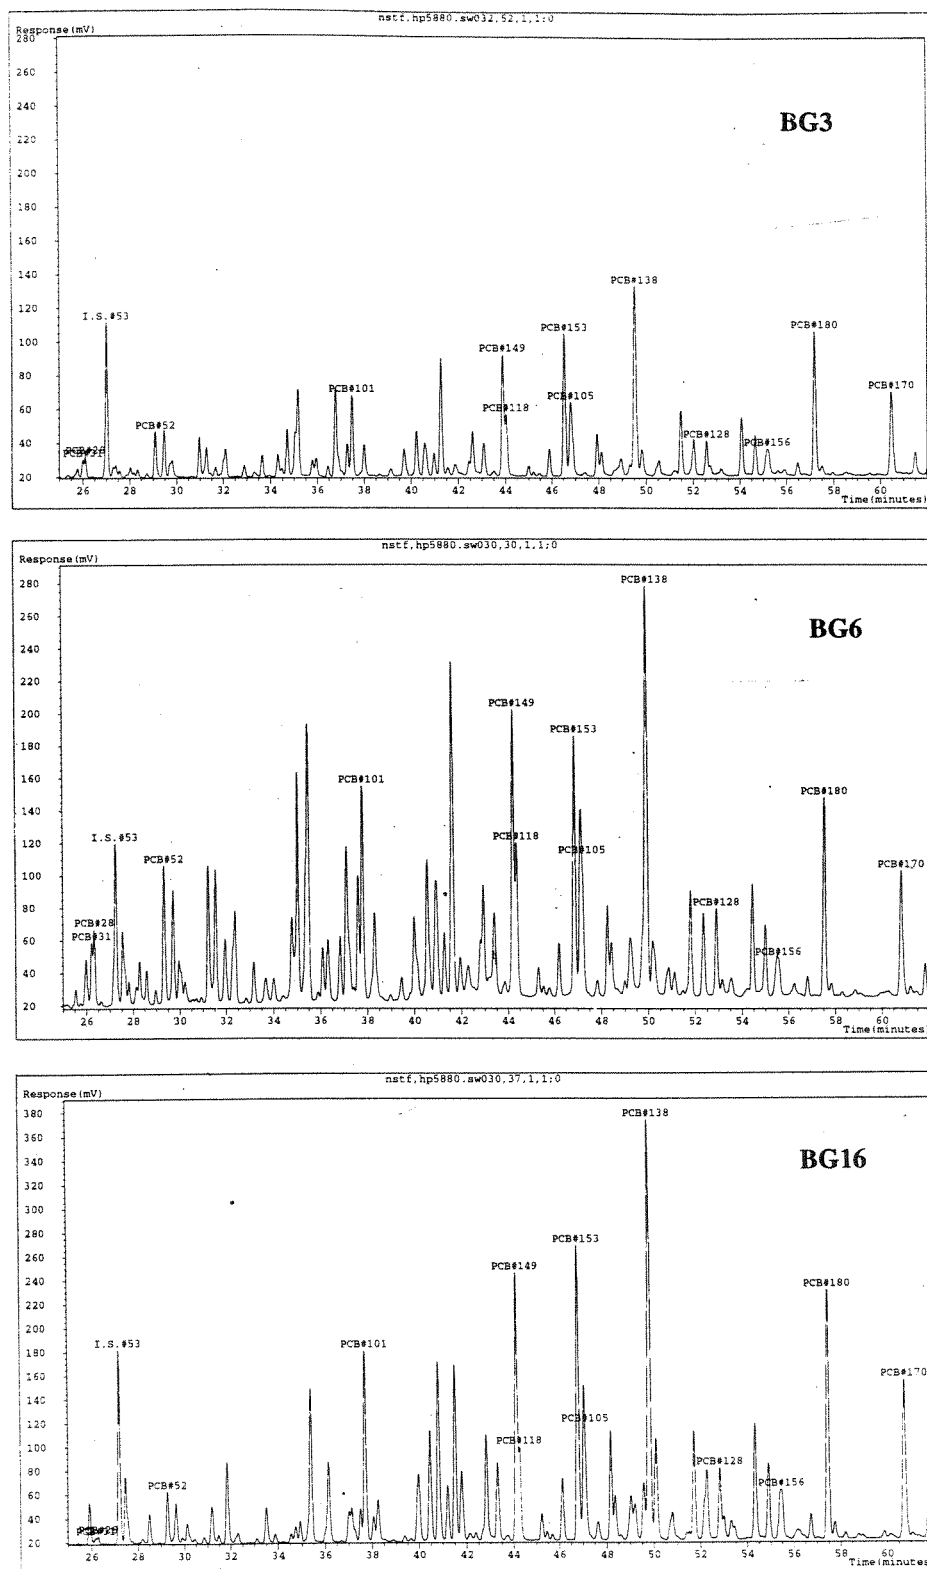 nstf,hp5880.sw032,52,1,1;0
Response(mV)
280
260
240
220
200
180
160
140
120
100
80
60
40
20
BG3
I.S.#53
PCB#31
PCB#52
PCB#101
PCB#149
PCB#118
PCB#153
PCB#105
PCB#138
PCB#128
PCB#156
PCB#180
PCB#170
26 28 30 32 34 36 38 40 42 44 46 48 50 52 54 56 58 60
Time(minutes)
nstf,hp5880.sw030,30,1,1;0
Response(mV)
280
260
240
220
200
180
160
140
120
100
80
60
40
20
BG6
PCB#28
PCB#31
I.S.#53
PCB#52
PCB#101
PCB#149
PCB#118
PCB#153
PCB#105
PCB#138
PCB#128
PCB#156
PCB#180
PCB#170
26 28 30 32 34 36 38 40 42 44 46 48 50 52 54 56 58 60
Time(minutes)
nstf,hp5880.sw030,37,1,1;0
Response(mV)
380
360
340
320
300
280
260
240
220
200
180
160
140
120
100
80
60
40
20
BG16
I.S.#53
PCB#52
PCB#101
PCB#149
PCB#118
PCB#153
PCB#105
PCB#138
PCB#128
PCB#156
PCB#180
PCB#170
26 28 30 32 34 36 38 40 42 44 46 48 50 52 54 56 58 60
Time(minutes)